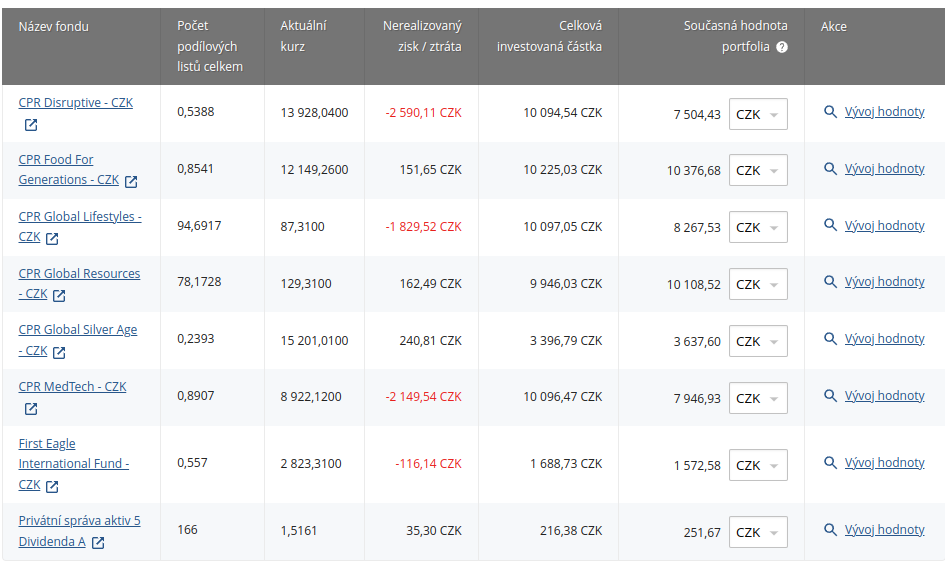 Název fondu
Počet
podílových
listů celkem
Aktuální
kurz
Nerealizovaný
zisk / ztráta
Celková
investovaná částka
Současná hodnota
portfolia ?
Akce
CPR Disruptive - CZK
0,5388
13 928,0400
-2 590,11 CZK
10 094,54 CZK
7 504,43
CZK
Vývoj hodnoty
CPR Food For
Generations - CZK
0,8541
12 149,2600
151,65 CZK
10 225,03 CZK
10 376,68
CZK
Vývoj hodnoty
CPR Global Lifestyles -
CZK
94,6917
87,3100
-1 829,52 CZK
10 097,05 CZK
8 267,53
CZK
Vývoj hodnoty
CPR Global Resources
- CZK
78,1728
129,3100
162,49 CZK
9 946,03 CZK
10 108,52
CZK
Vývoj hodnoty
CPR Global Silver Age
- CZK
0,2393
15 201,0100
240,81 CZK
3 396,79 CZK
3 637,60
CZK
Vývoj hodnoty
CPR MedTech - CZK
0,8907
8 922,1200
-2 149,54 CZK
10 096,47 CZK
7 946,93
CZK
Vývoj hodnoty
First Eagle
International Fund -
CZK
0,557
2 823,3100
-116,14 CZK
1 688,73 CZK
1 572,58
CZK
Vývoj hodnoty
Privátní správa aktiv 5
Dividenda A
166
1,5161
35,30 CZK
216,38 CZK
251,67
CZK
Vývoj hodnoty